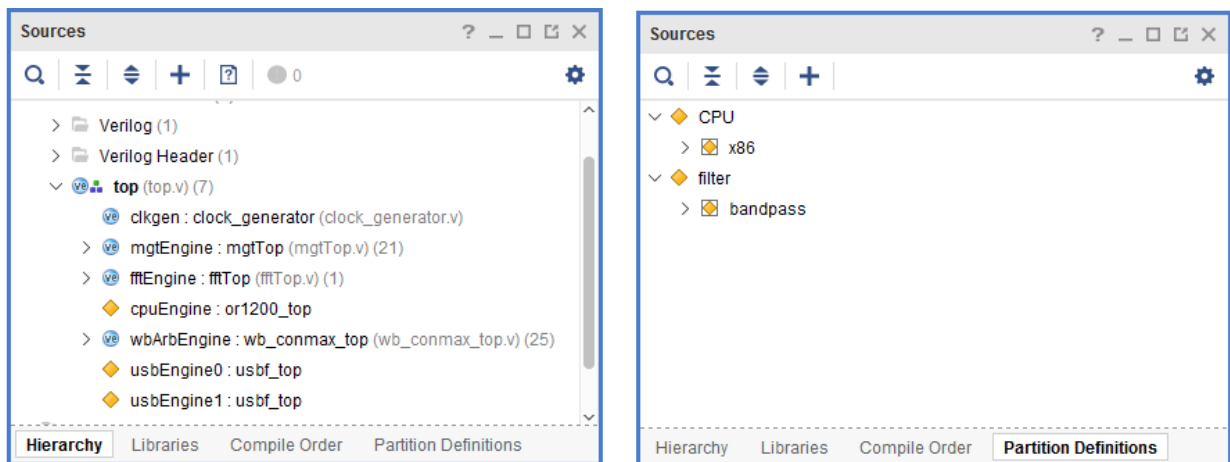 Sources
0
Verilog (1)
Verilog Header (1)
top (top.v) (7)
clkgen : clock_generator (clock_generator.v)
mgtEngine : mgtTop (mgtTop.v) (21)
fftEngine : fftTop (fftTop.v) (1)
cpuEngine : or1200_top
wbArbEngine : wb_conmax_top (wb_conmax_top.v) (25)
usbEngine0 : usbf_top
usbEngine1 : usbf_top
Hierarchy Libraries Compile Order Partition Definitions
Sources
CPU
x86
filter
bandpass
Hierarchy Libraries Compile Order Partition Definitions